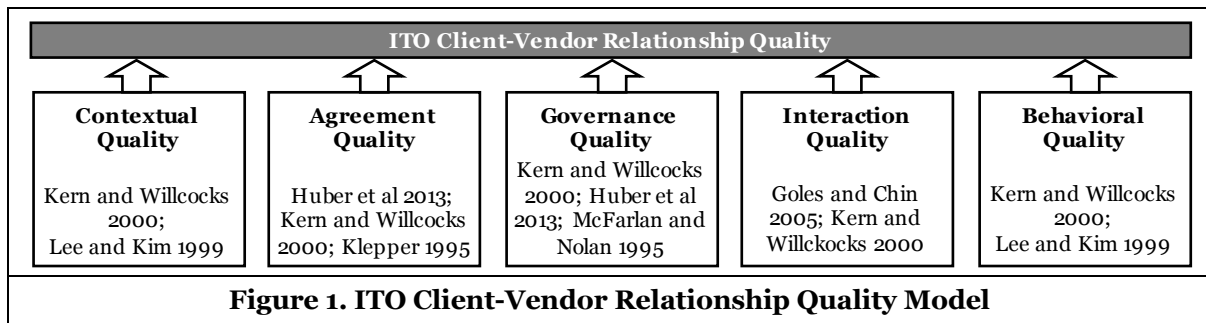 ITO Client-Vendor Relationship Quality
Contextual
Quality
Kern and Willcocks
2000;
Lee and Kim 1999
Agreement
Quality
Huber et al 2013;
Kern and Willcocks
2000; Klepper 1995
Governance
Quality
Kern and Willcocks
2000; Huber et al
2013; McFarlan and
Nolan 1995
Interaction
Quality
Goles and Chin
2005; Kern and
Willckocks 2000
Behavioral
Quality
Kern and Willcocks
2000;
Lee and Kim 1999
Figure 1. ITO Client-Vendor Relationship Quality Model